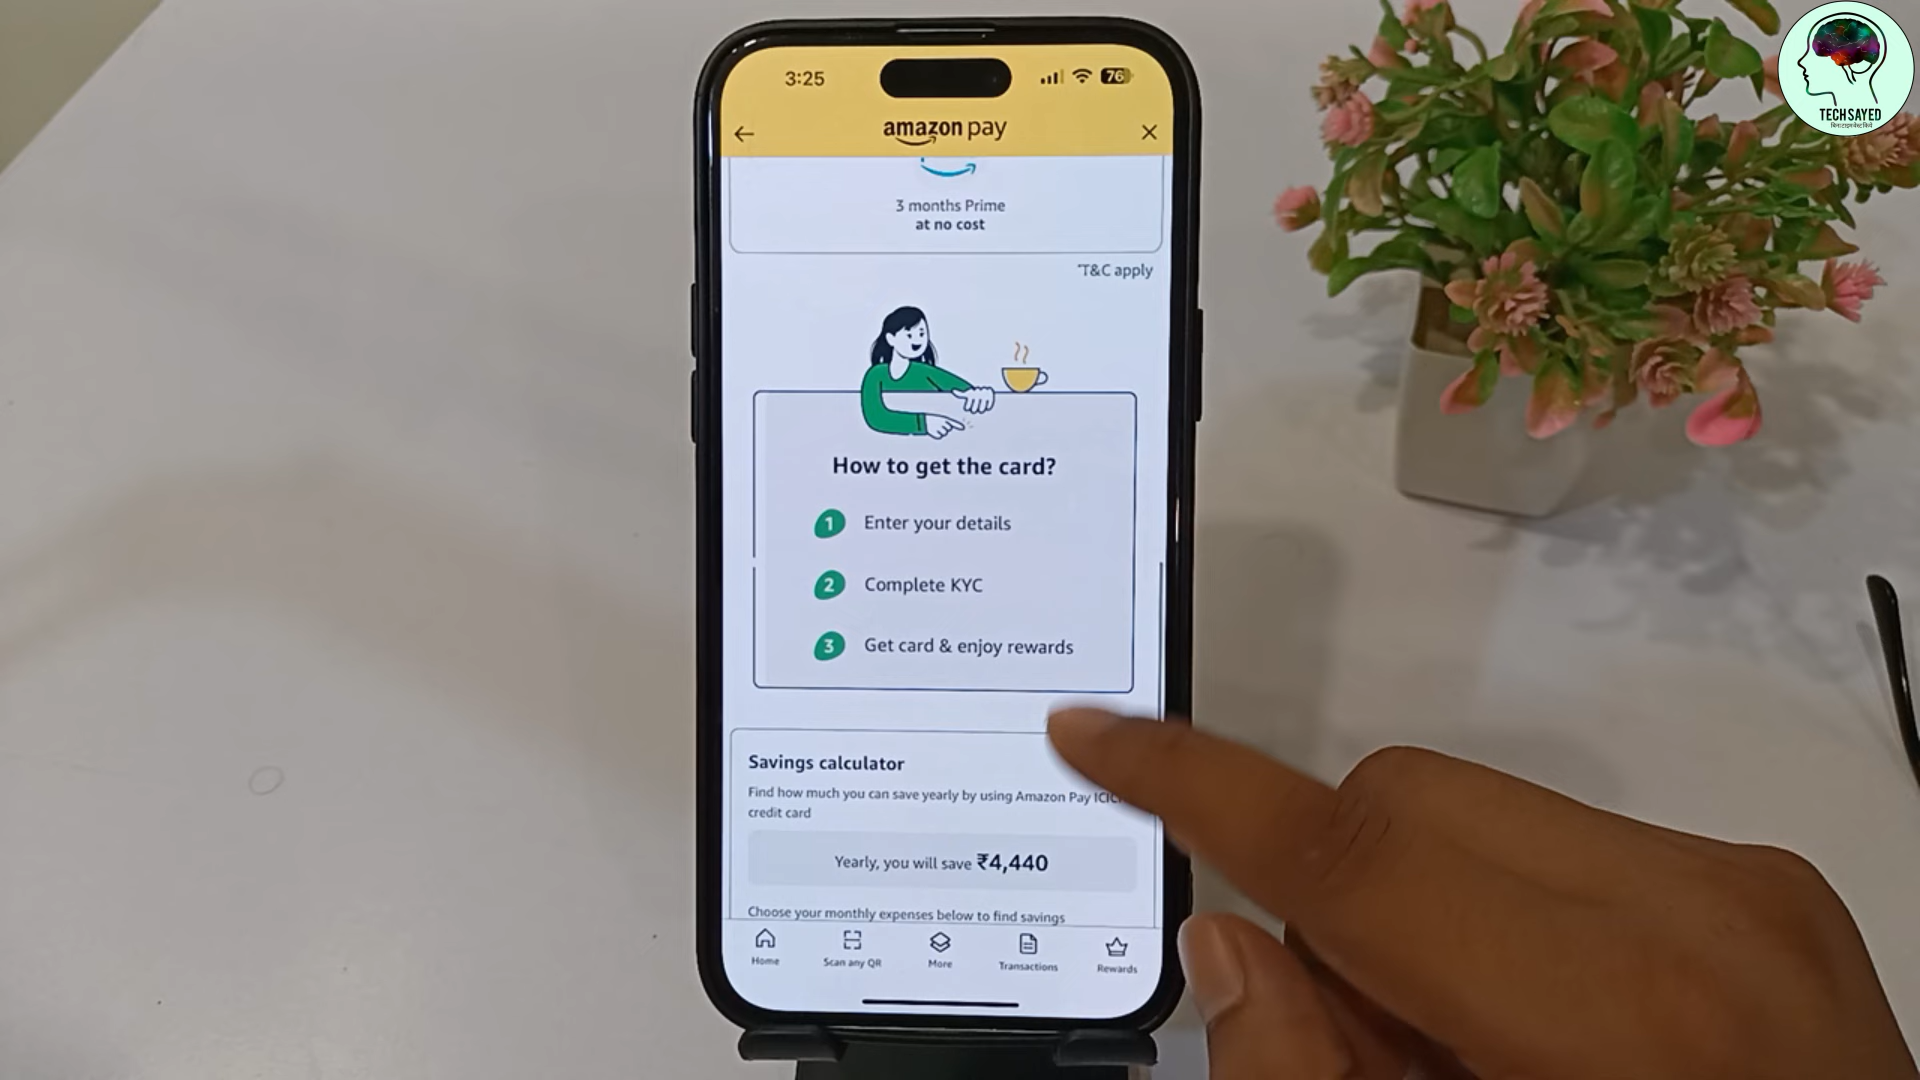 3:25
76
amazon pay
3 months Prime
at no cost
*T&C apply
How to get the card?
1 Enter your details
2 Complete KYC
3 Get card & enjoy rewards
Savings calculator
Find how much you can save yearly by using Amazon Pay ICICI
credit card
Yearly, you will save ₹4,440
Choose your monthly expenses below to find savings
Home
Scan any QR
More
Transactions
Rewards
TECH SAYED